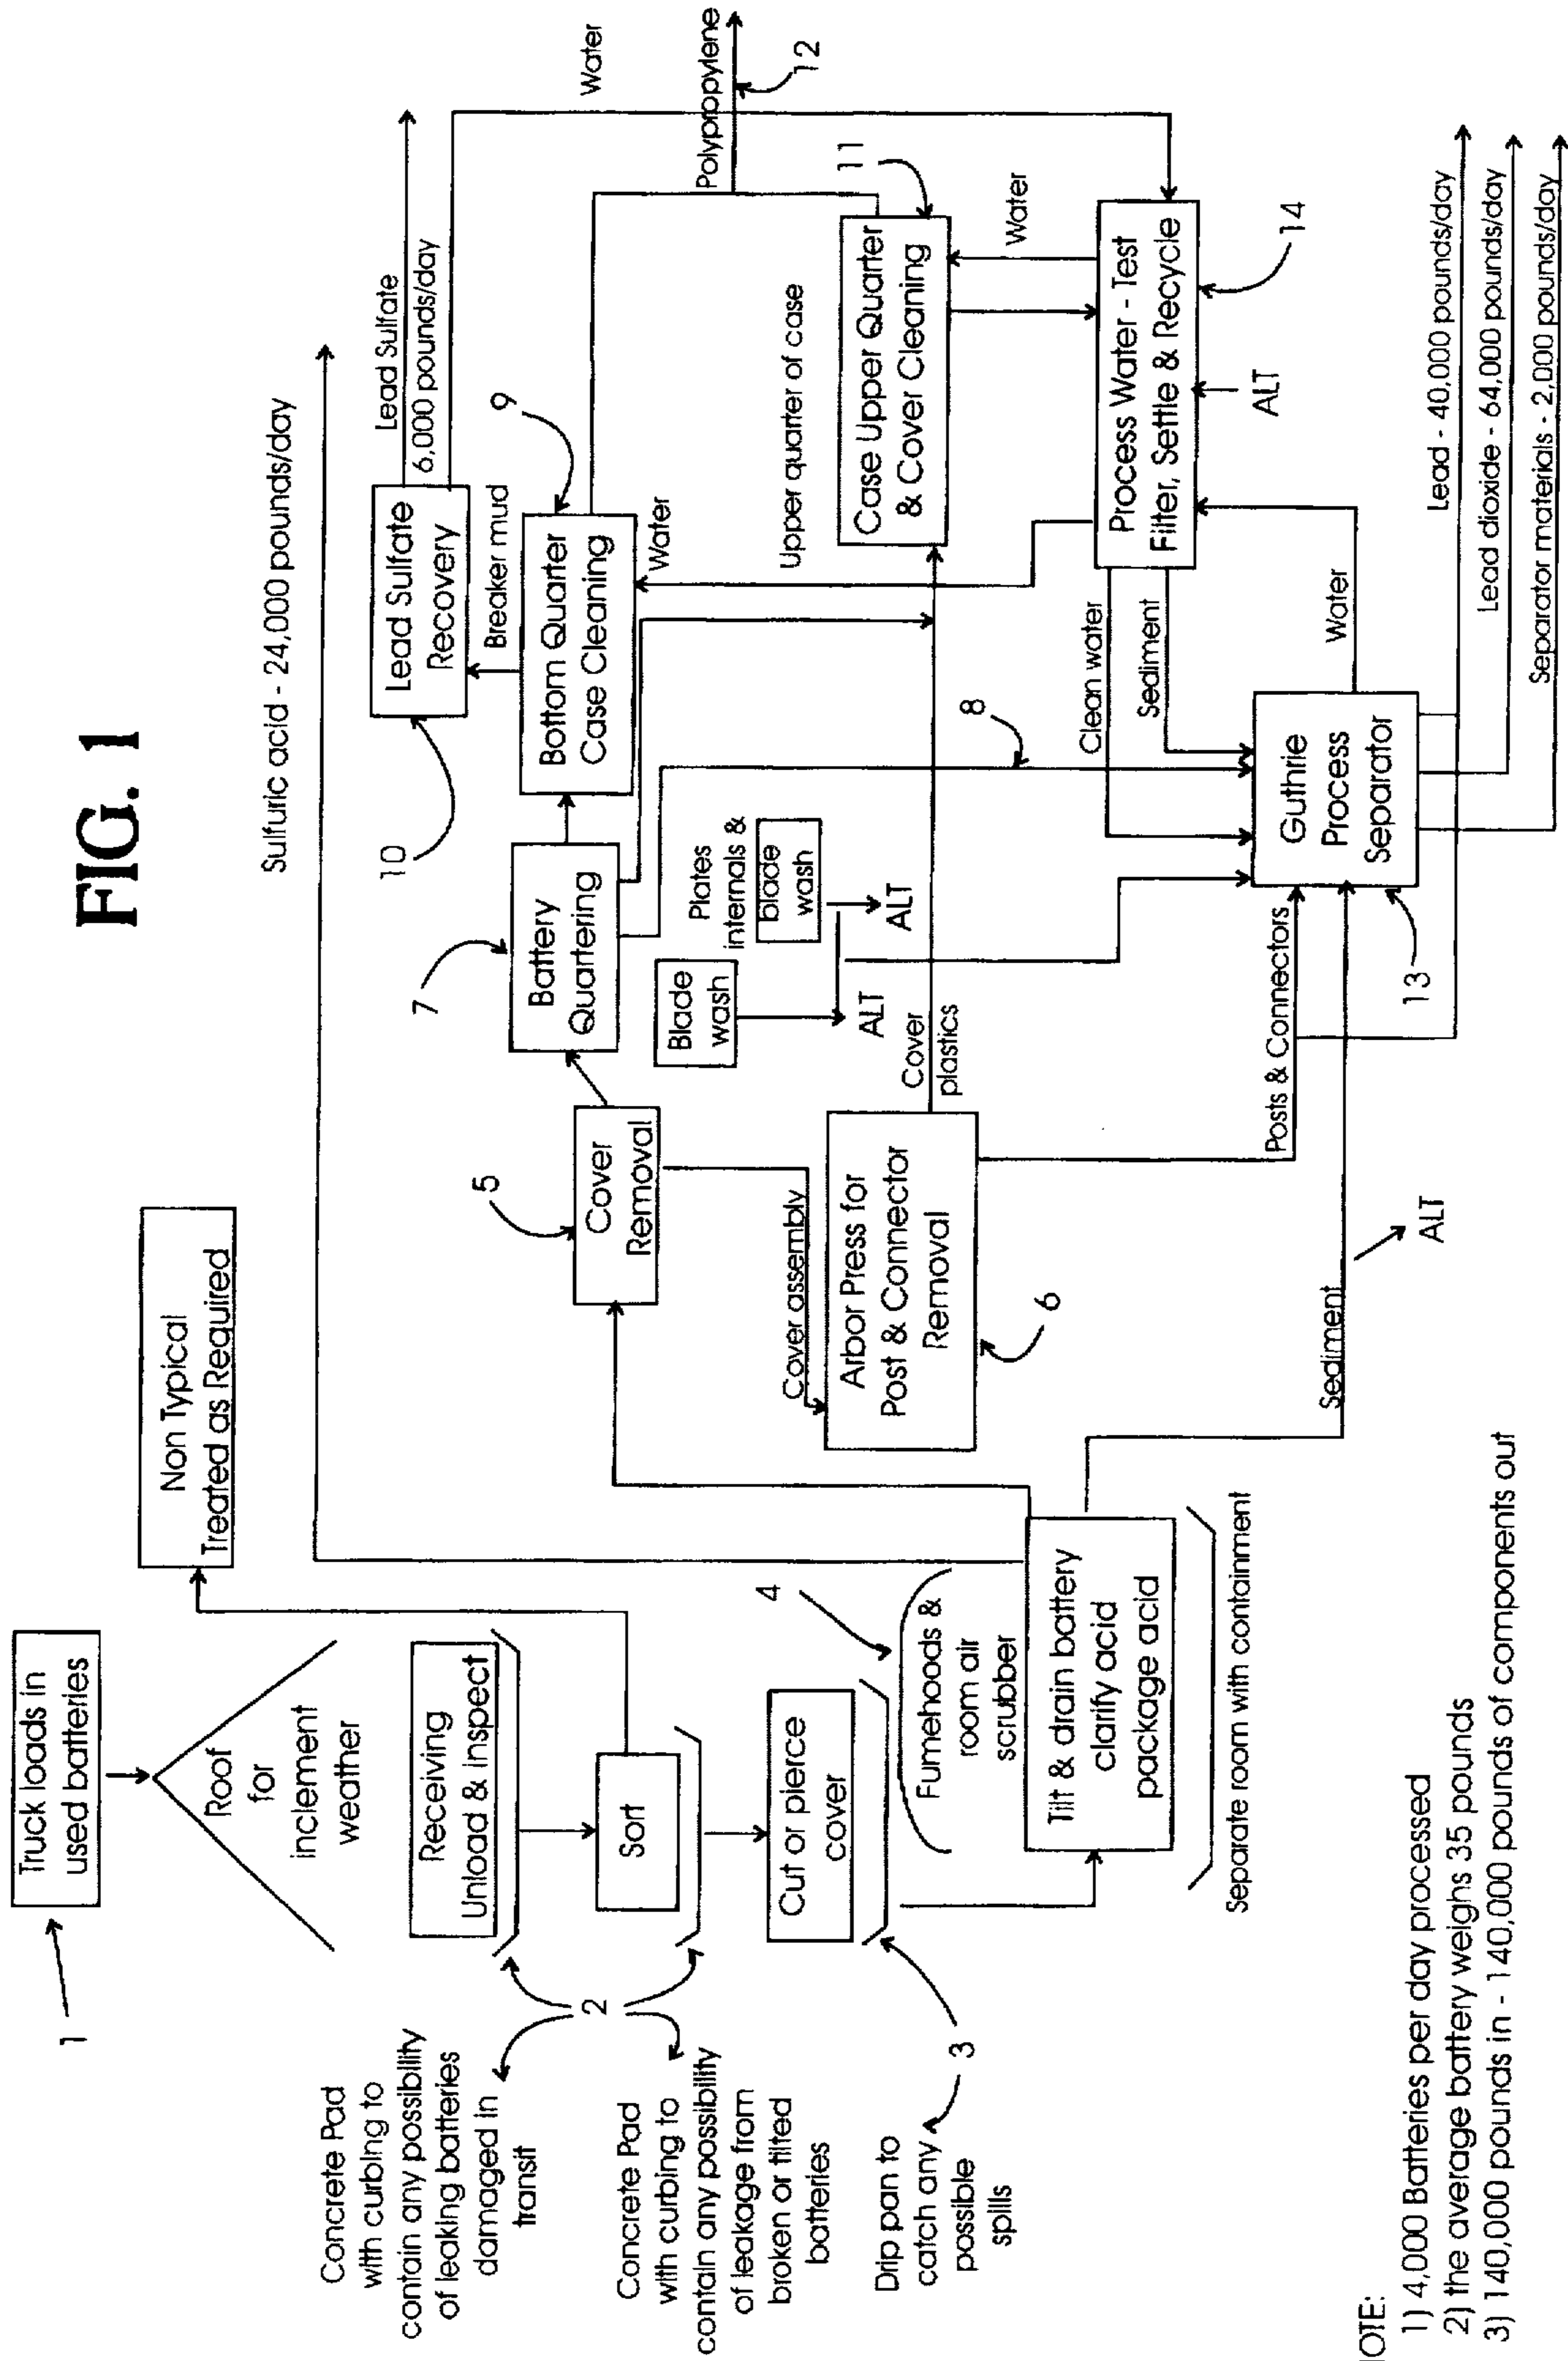 FIG. 1
1
Truck loads in
used batteries
Roof
for
inclement
weather
Non Typical
Treated as Required
Concrete Pad
with curbing to
contain any possibility
of leaking batteries
damaged in
transit
2
Receiving
Unload & inspect
Sort
Concrete Pad
with curbing to
contain any possibility
of leakage from
broken or tilted
batteries
Cut or pierce
cover
Drip pan to
catch any
possible
spills
3
4
Fumehoods &
room air
scrubber
Tilt & drain battery
clarify acid
package acid
Separate room with containment
Sulfuric acid - 24,000 pounds/day
5
Cover
Removal
Cover assembly
Arbor Press for
Post & Connector
Removal
6
Sediment
ALT
Posts & Connectors
Cover
plastics
7
Battery
Quartering
Blade
wash
ALT
Plates
internals &
blade
wash
ALT
8
9
Bottom Quarter
Case Cleaning
Breaker mud
Water
10
Lead Sulfate
Recovery
Lead Sulfate
6,000 pounds/day
Water
Polypropylene
12
Upper quarter of case
11
Case Upper Quarter
& Cover Cleaning
Water
Process Water - Test
Filter, Settle & Recycle
14
ALT
Clean water
Sediment
Water
13
Guthrie
Process
Separator
Lead - 40,000 pounds/day
Lead dioxide - 64,000 pounds/day
Separator materials - 2,000 pounds/day
OTE:
1) 4,000 Batteries per day processed
2) the average battery weighs 35 pounds
3) 140,000 pounds in - 140,000 pounds of components out